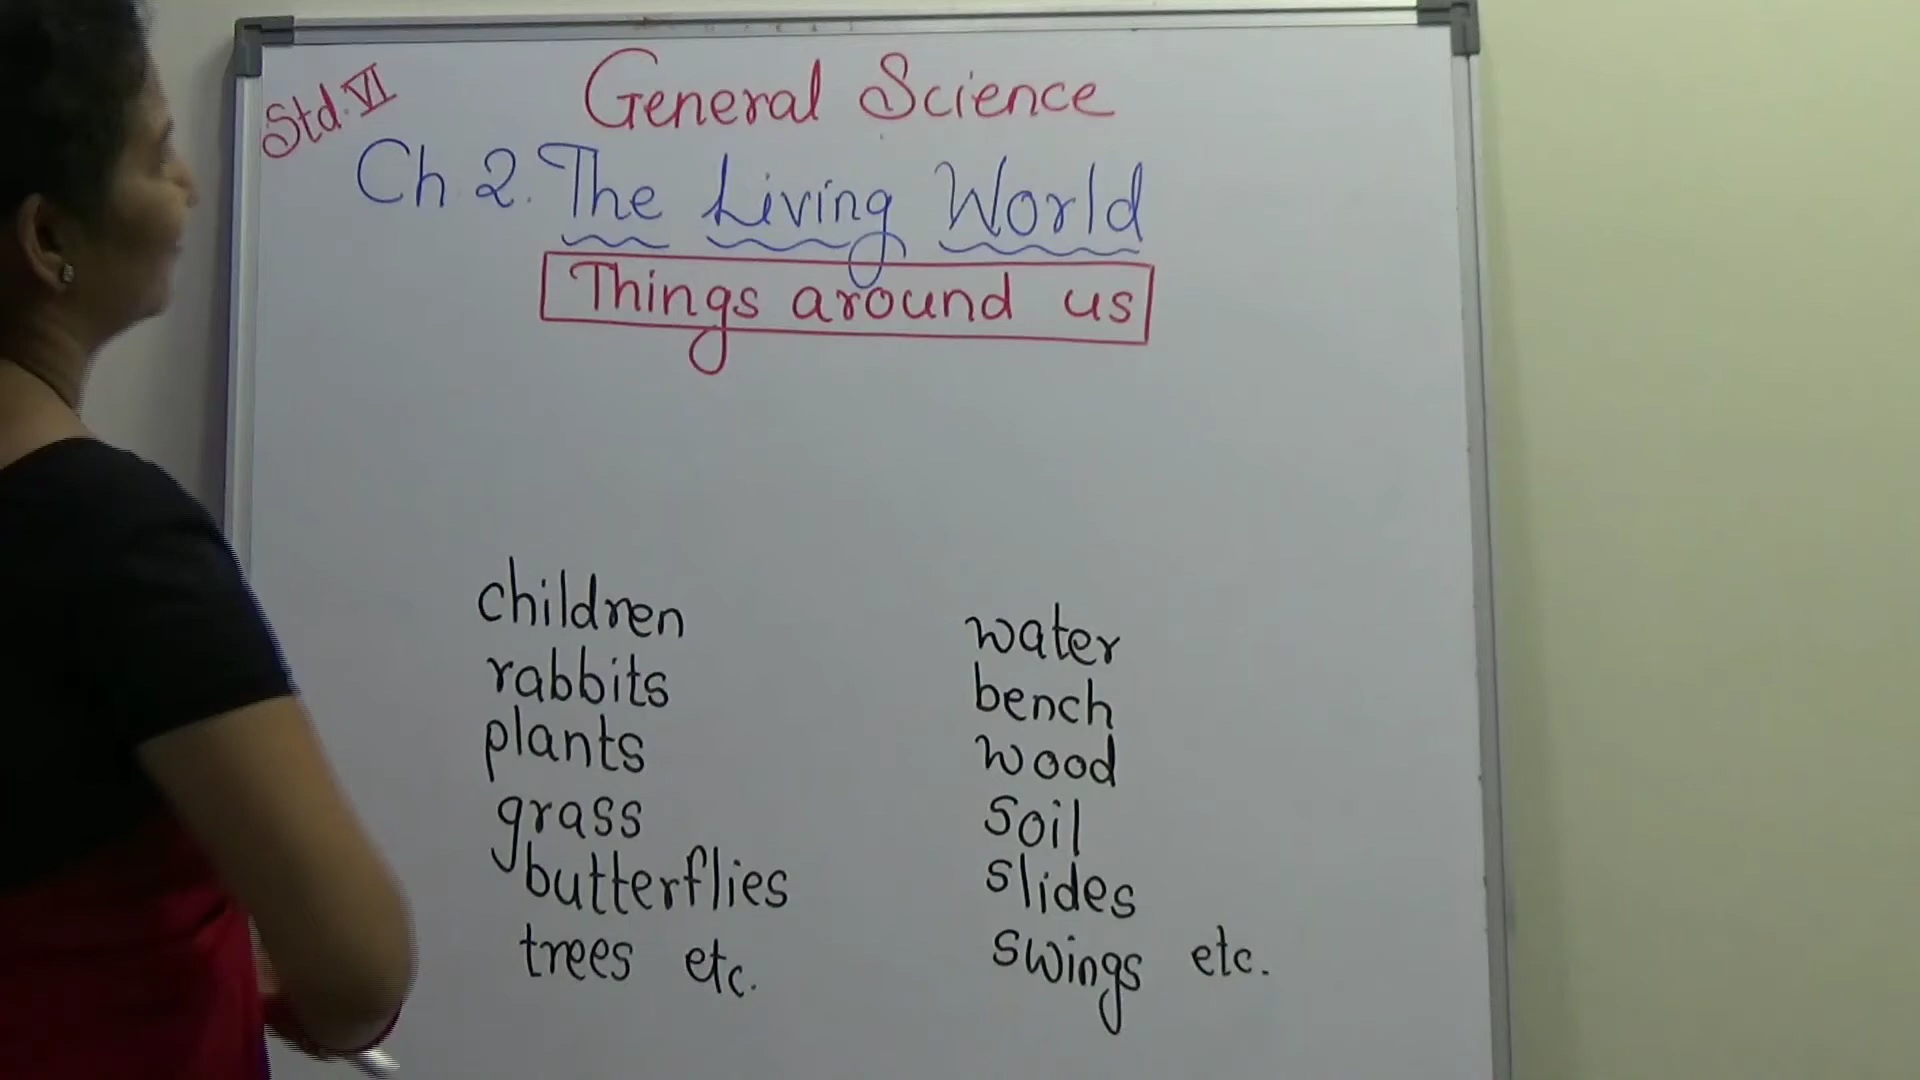 Std. VI
General Science
Ch 2. The Living World
Things around us
children
rabbits
plants
grass
butterflies
trees etc.
water
bench
wood
soil
slides
swings etc.